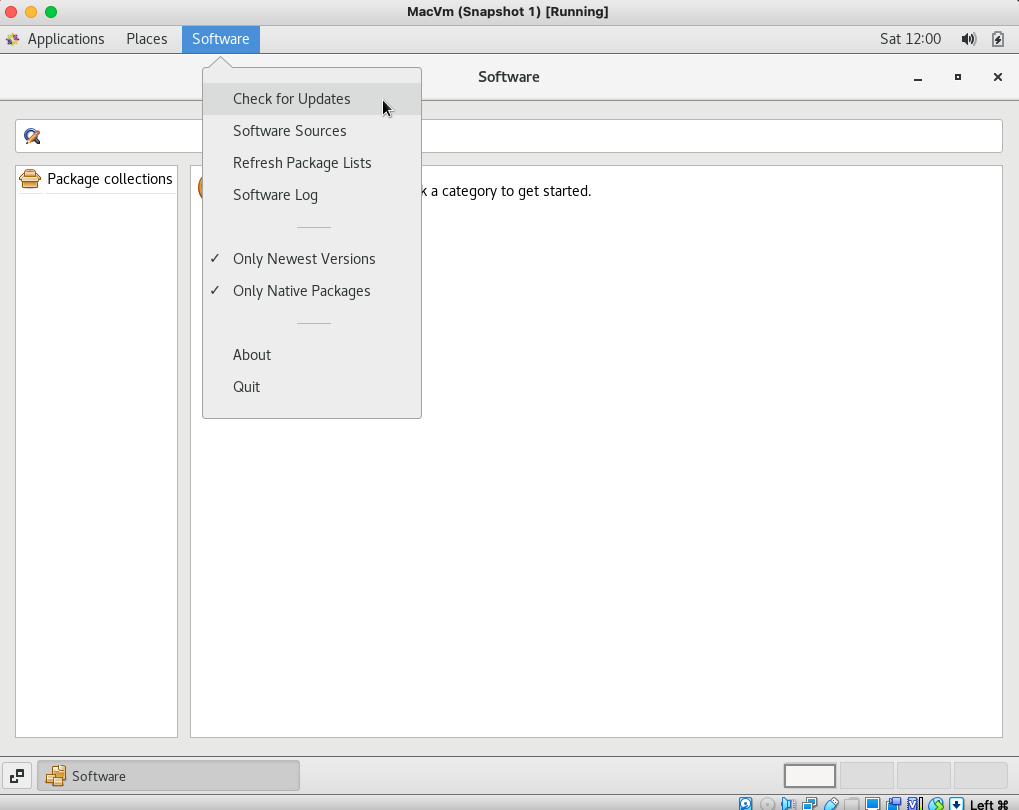 MacVm (Snapshot 1) [Running]
Applications Places Software Sat 12:00
Software
Check for Updates
Software Sources
Package collections
Refresh Package Lists
k a category to get started.
Software Log
✓ Only Newest Versions
✓ Only Native Packages
About
Quit
Software
Left ⌘